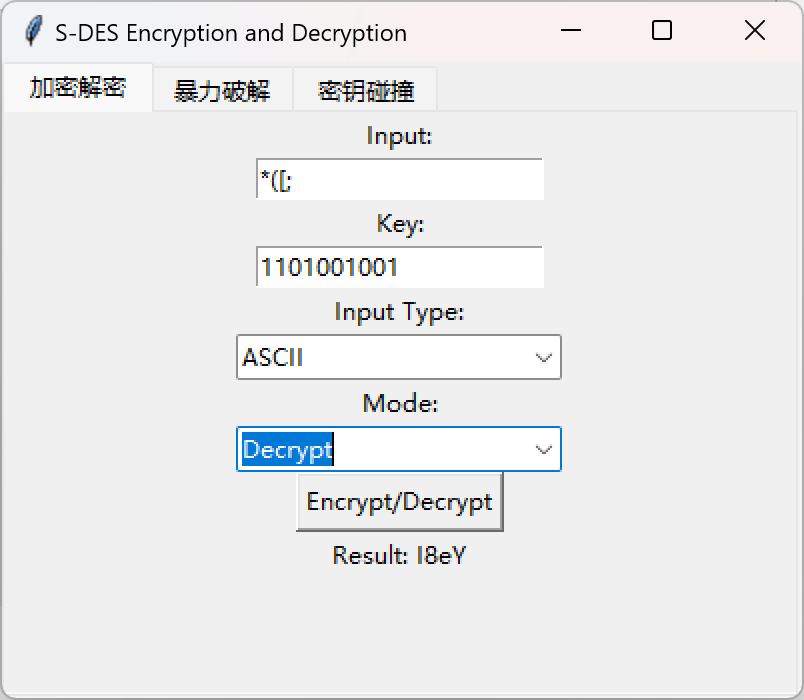 S-DES Encryption and Decryption
加密解密 暴力破解 密钥碰撞
Input:
*([;
Key:
1101001001
Input Type:
ASCII
Mode:
Decrypt
Encrypt/Decrypt
Result: I8eY